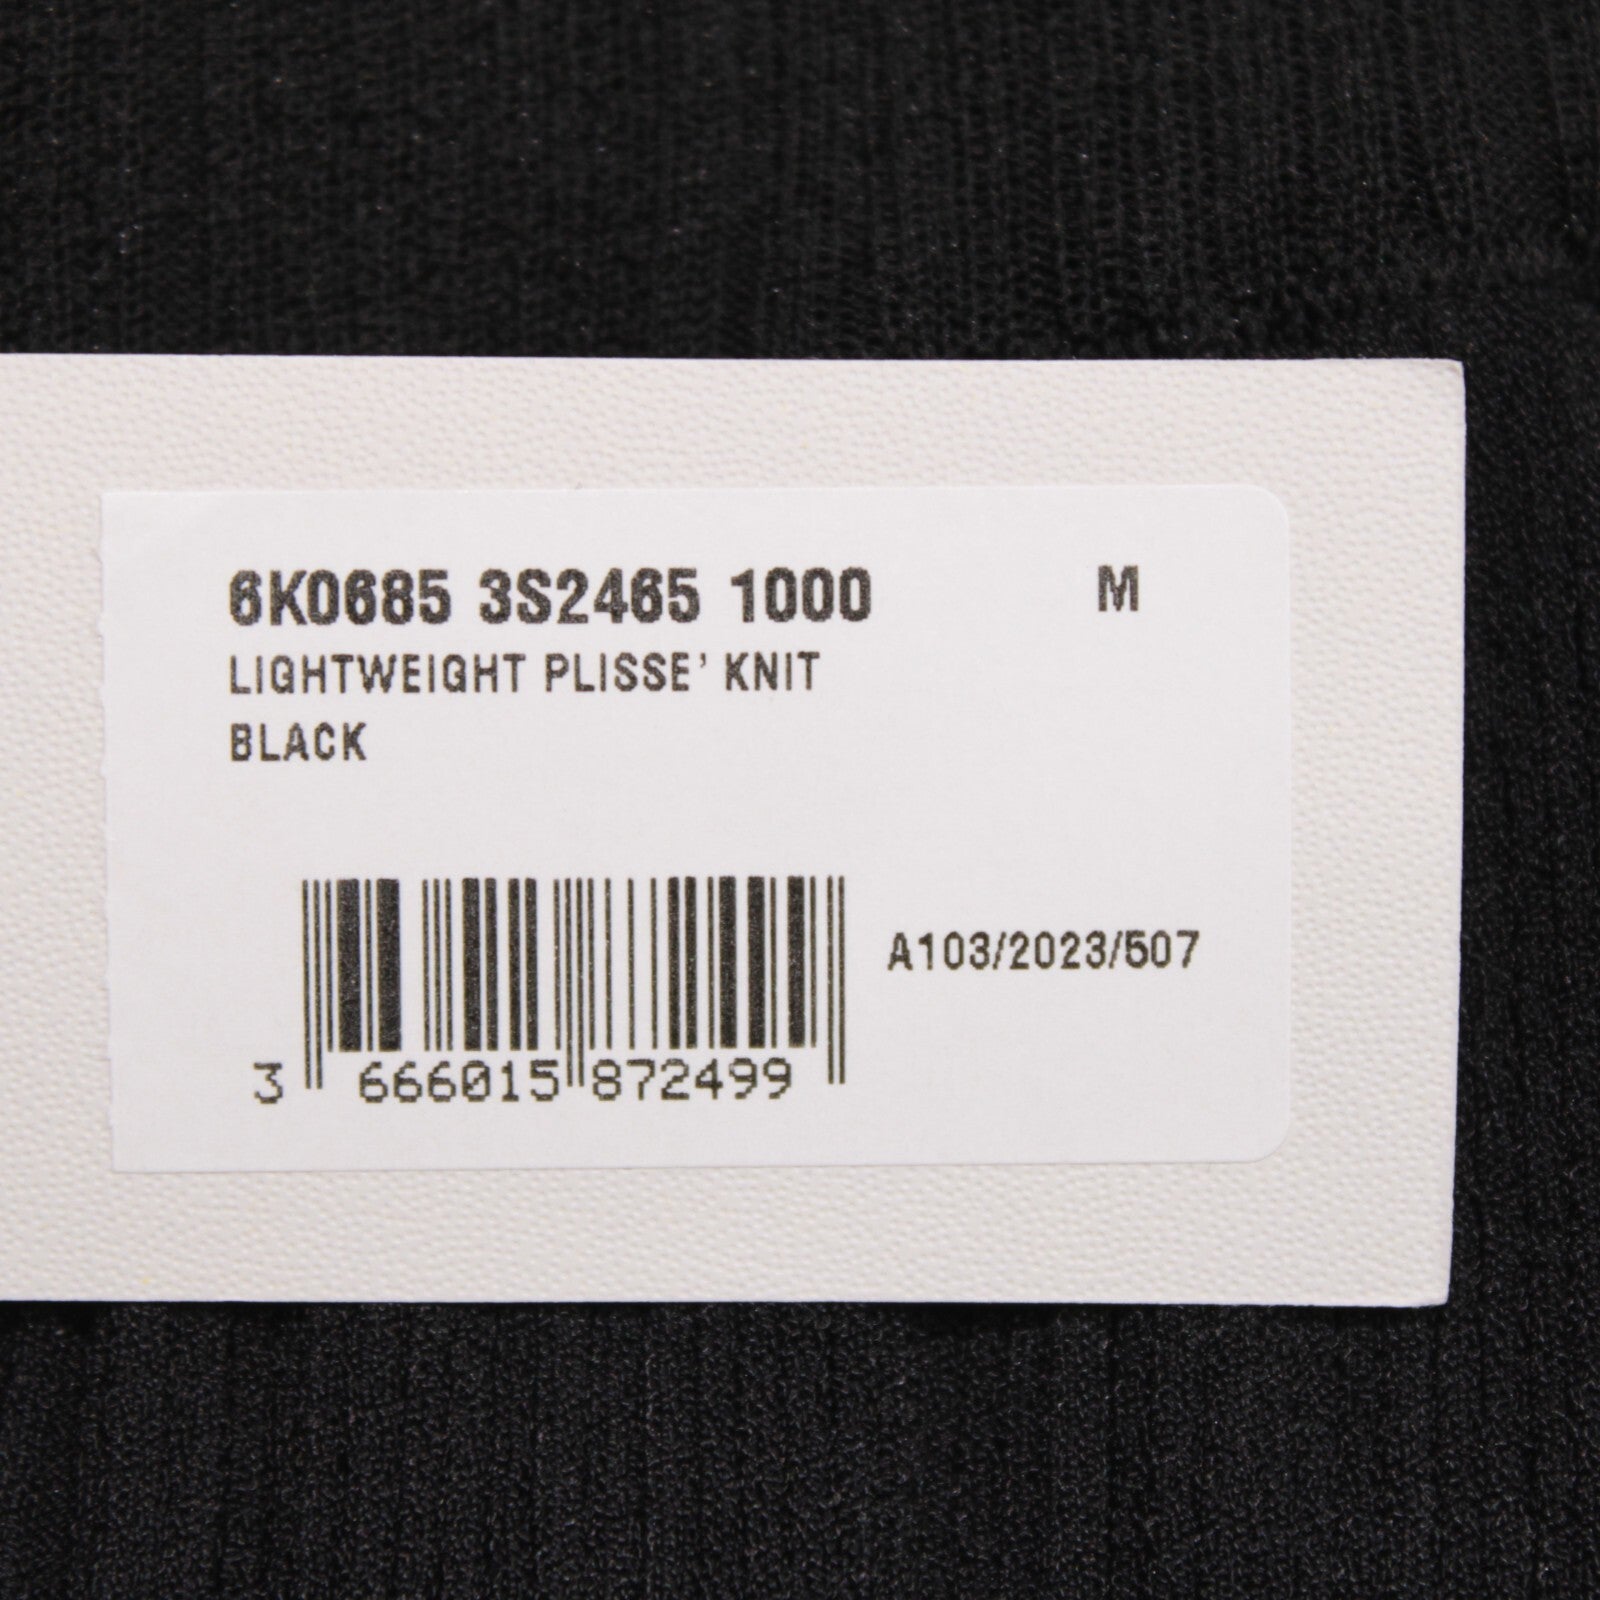 6K0685 3S2465 1000 M
LIGHTWEIGHT PLISSE' KNIT
BLACK
A103/2023/507
3 666015 872499